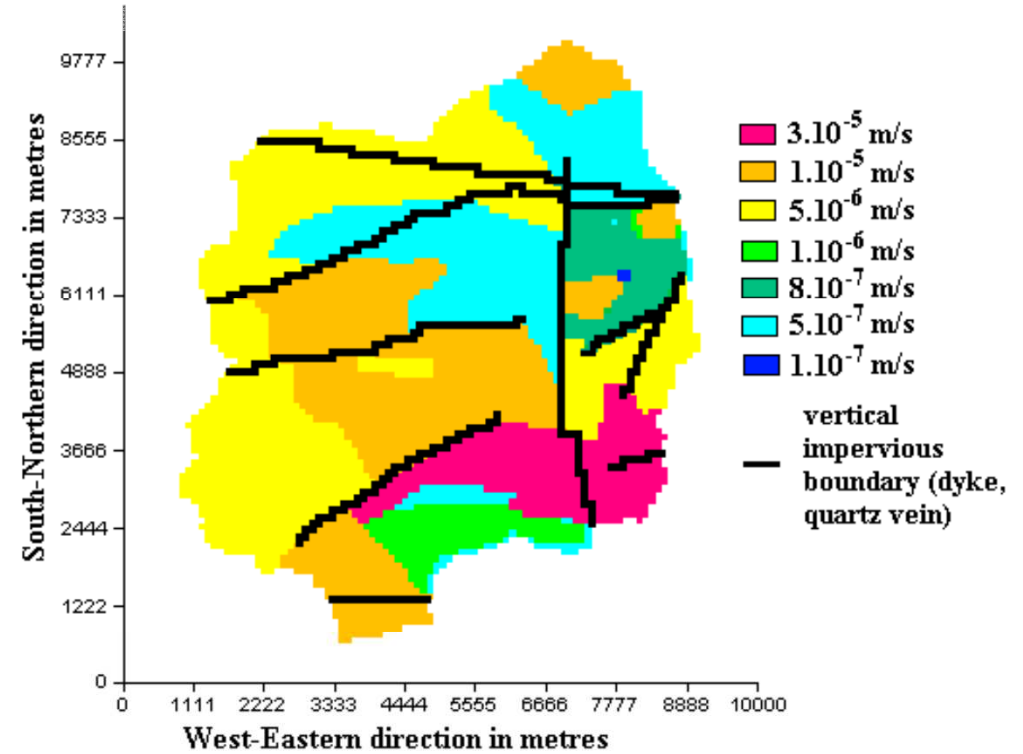 9777
8555
7333
6111
4888
3666
2444
1222
0
South-Northern direction in metres
0 1111 2222 3333 4444 5555 6666 7777 8888 10000
West-Eastern direction in metres
3.10⁻⁵ m/s
1.10⁻⁵ m/s
5.10⁻⁶ m/s
1.10⁻⁶ m/s
8.10⁻⁷ m/s
5.10⁻⁷ m/s
1.10⁻⁷ m/s
vertical
impervious
boundary (dyke,
quartz vein)